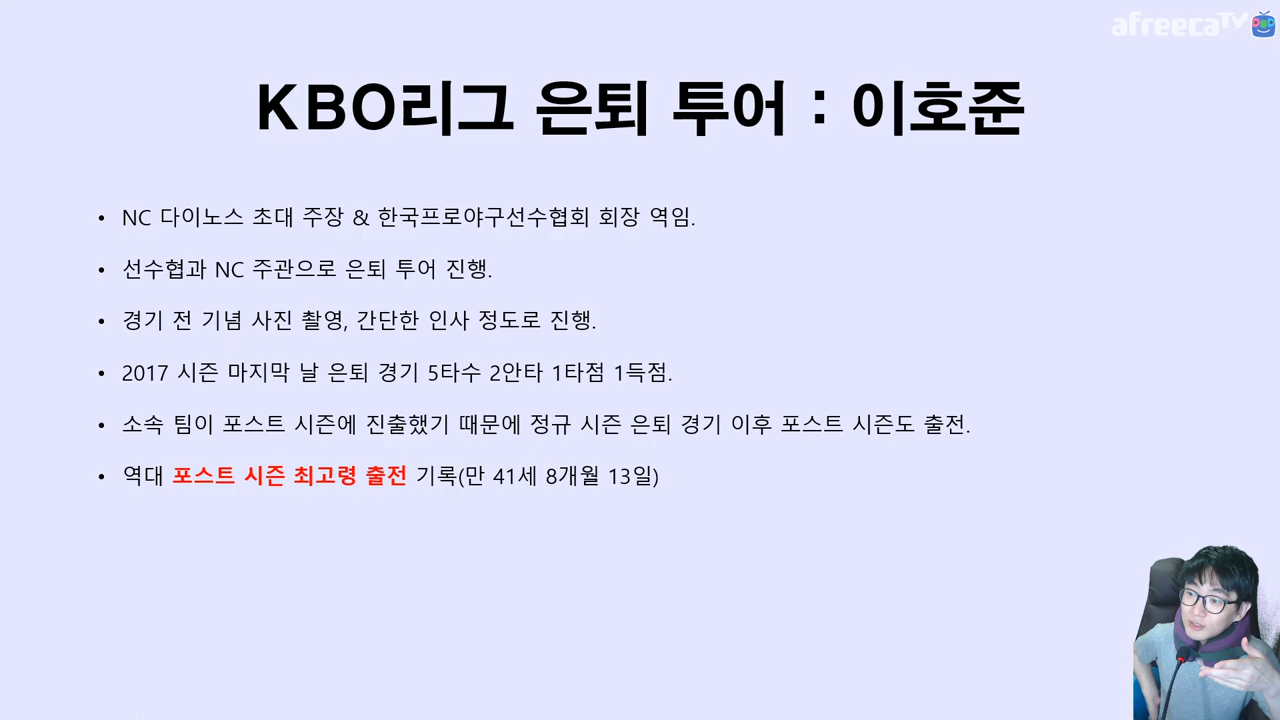 afreecaTV
KBO리그 은퇴 투어 : 이호준
• NC 다이노스 초대 주장 & 한국프로야구선수협회 회장 역임.
• 선수협과 NC 주관으로 은퇴 투어 진행.
• 경기 전 기념 사진 촬영, 간단한 인사 정도로 진행.
• 2017 시즌 마지막 날 은퇴 경기 5타수 2안타 1타점 1득점.
• 소속 팀이 포스트 시즌에 진출했기 때문에 정규 시즌 은퇴 경기 이후 포스트 시즌도 출전.
• 역대 포스트 시즌 최고령 출전 기록(만 41세 8개월 13일)